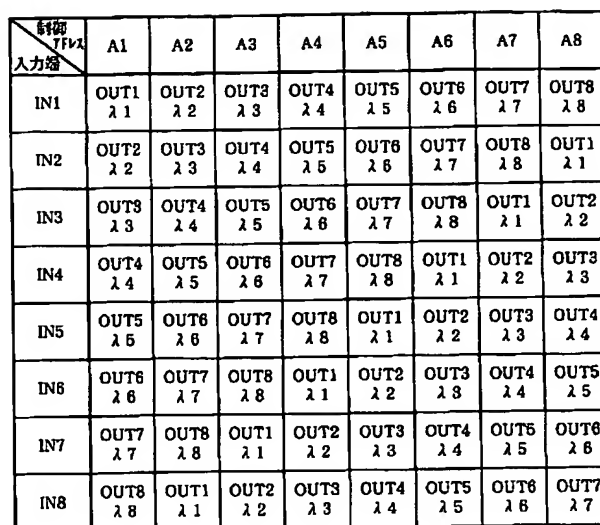 制御
アドレス
入力端
A1 A2 A3 A4 A5 A6 A7 A8
IN1 OUT1 OUT2 OUT3 OUT4 OUT5 OUT6 OUT7 OUT8
λ1 λ2 λ3 λ4 λ5 λ6 λ7 λ8
IN2 OUT2 OUT3 OUT4 OUT5 OUT6 OUT7 OUT8 OUT1
λ2 λ3 λ4 λ5 λ6 λ7 λ8 λ1
IN3 OUT3 OUT4 OUT5 OUT6 OUT7 OUT8 OUT1 OUT2
λ3 λ4 λ5 λ6 λ7 λ8 λ1 λ2
IN4 OUT4 OUT5 OUT6 OUT7 OUT8 OUT1 OUT2 OUT3
λ4 λ5 λ6 λ7 λ8 λ1 λ2 λ3
IN5 OUT5 OUT6 OUT7 OUT8 OUT1 OUT2 OUT3 OUT4
λ5 λ6 λ7 λ8 λ1 λ2 λ3 λ4
IN6 OUT6 OUT7 OUT8 OUT1 OUT2 OUT3 OUT4 OUT5
λ6 λ7 λ8 λ1 λ2 λ3 λ4 λ5
IN7 OUT7 OUT8 OUT1 OUT2 OUT3 OUT4 OUT5 OUT6
λ7 λ8 λ1 λ2 λ3 λ4 λ5 λ6
IN8 OUT8 OUT1 OUT2 OUT3 OUT4 OUT5 OUT6 OUT7
λ8 λ1 λ2 λ3 λ4 λ5 λ6 λ7